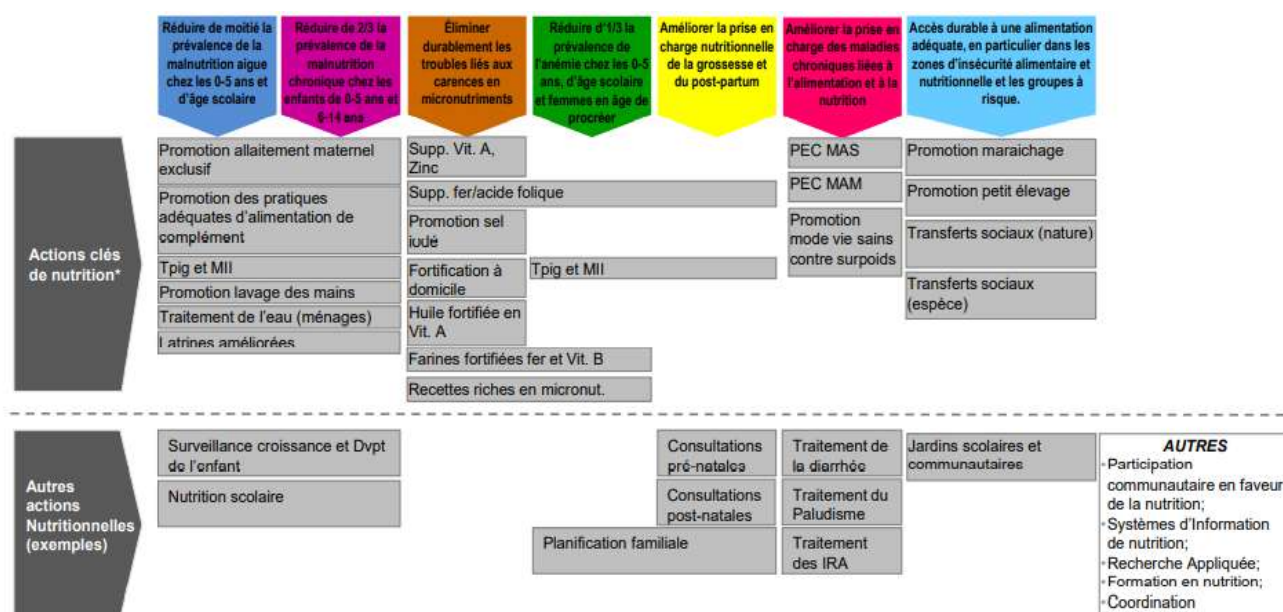 Réduire de moitié la
prévalence de la
malnutrition aigue
chez les 0-5 ans et
d'âge scolaire
Réduire de 2/3 la
prévalence de la
malnutrition
chronique chez les
enfants de 0-5 ans et
6-14 ans
Éliminer
durablement les
troubles liés aux
carences en
micronutriments
Réduire d'1/3 la
prévalence de
l'anémie chez les 0-5
ans, d'âge scolaire
et femmes en âge de
procréer
Améliorer la prise en
charge nutritionnelle
de la grossesse et
du post-partum
Améliorer la prise en
charge des maladies
chroniques liées à
l'alimentation et à la
nutrition
Accès durable à une alimentation
adéquate, en particulier dans les
zones d'insécurité alimentaire et
nutritionnelle et les groupes à
risque.
Actions clés
de nutrition*
Promotion allaitement maternel
exclusif
Promotion des pratiques
adéquates d'alimentation de
complément
Tpig et MII
Promotion lavage des mains
Traitement de l'eau (ménages)
Latrines améliorées
Supp. Vit. A,
Zinc
Supp. fer/acide folique
Promotion sel
iodé
Fortification à
domicile
Huile fortifiée en
Vit. A
Farines fortifiées fer et Vit. B
Recettes riches en micronut.
Tpig et MII
PEC MAS
PEC MAM
Promotion
mode vie sains
contre surpoids
Promotion maraichage
Promotion petit élevage
Transferts sociaux (nature)
Transferts sociaux
(espèce)
Autres
actions
Nutritionnelles
(exemples)
Surveillance croissance et Dvpt
de l'enfant
Nutrition scolaire
Planification familiale
Consultations
pré-natales
Consultations
post-natales
Traitement de
la diarrhée
Traitement du
Paludisme
Traitement
des IRA
Jardins scolaires et
communautaires
AUTRES
•Participation
communautaire en faveur
de la nutrition;
•Systèmes d'Information
de nutrition;
•Recherche Appliquée;
•Formation en nutrition;
•Coordination